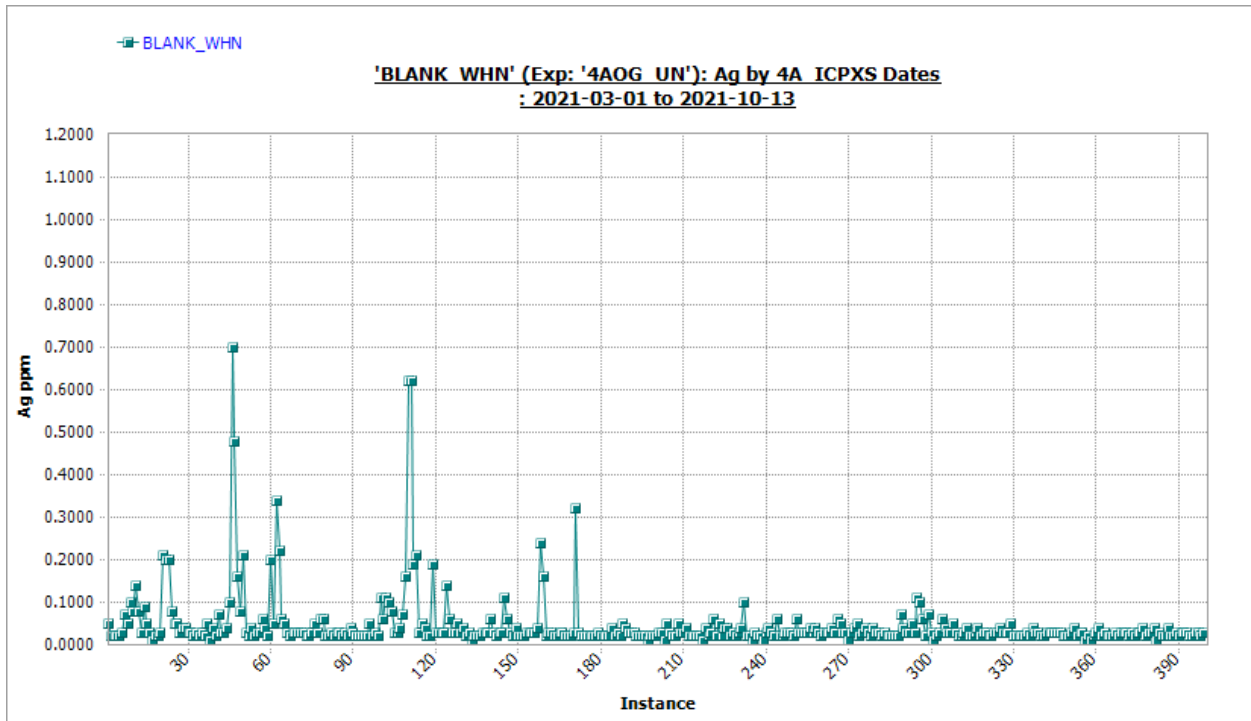 BLANK_WHN
'BLANK_WHN' (Exp: '4AOG_UN'): Ag by 4A_ICPXS Dates
: 2021-03-01 to 2021-10-13
1.2000
1.1000
1.0000
0.9000
0.8000
0.7000
0.6000
0.5000
0.4000
0.3000
0.2000
0.1000
0.0000
Ag ppm
30 60 90 120 150 180 210 240 270 300 330 360 390
Instance